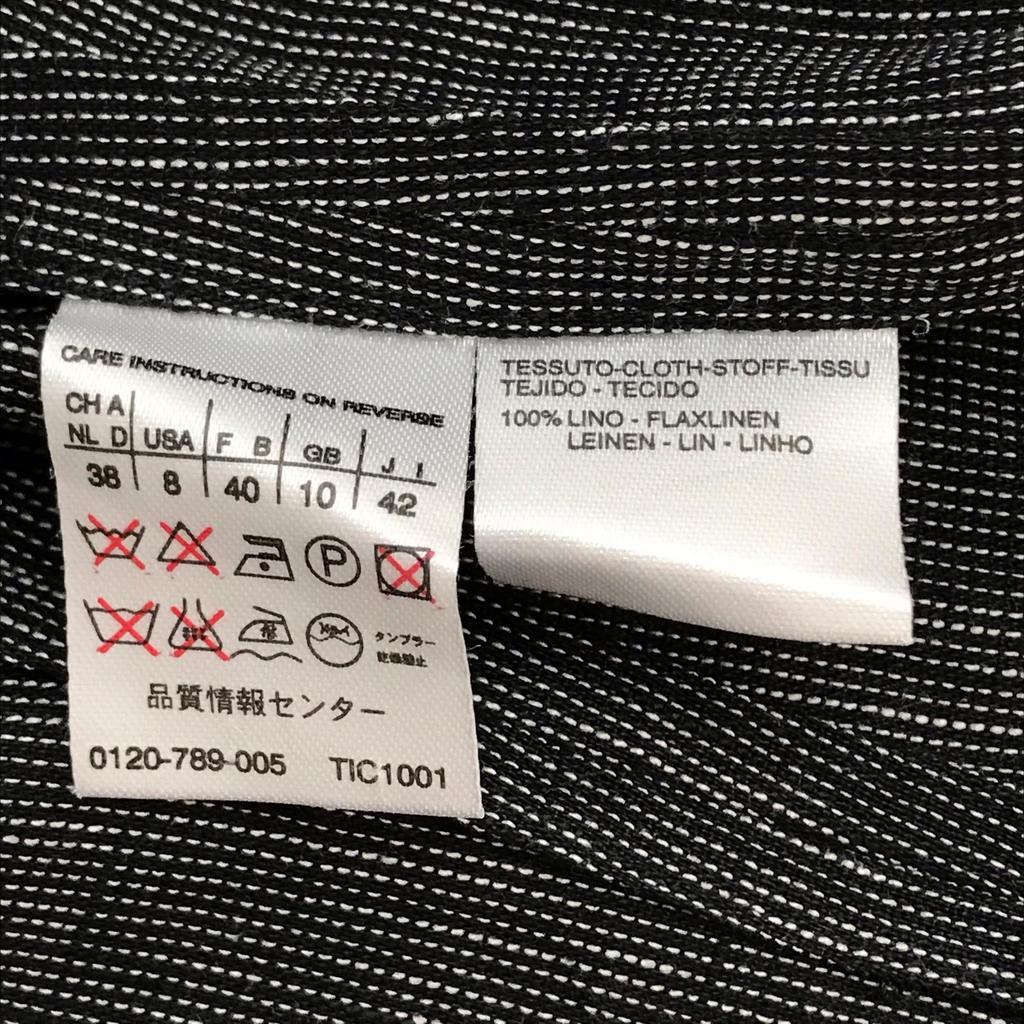 CARE INSTRUCTIONS ON REVERSE
CH A
NL D USA F B GB J I
38 8 40 10 42
P
タンブラー
乾燥禁止
品質情報センター
0120-789-005 TIC1001
TESSUTO-CLOTH-STOFF-TISSU
TEJIDO - TECIDO
100% LINO - FLAXLINEN
LEINEN - LIN - LINHO